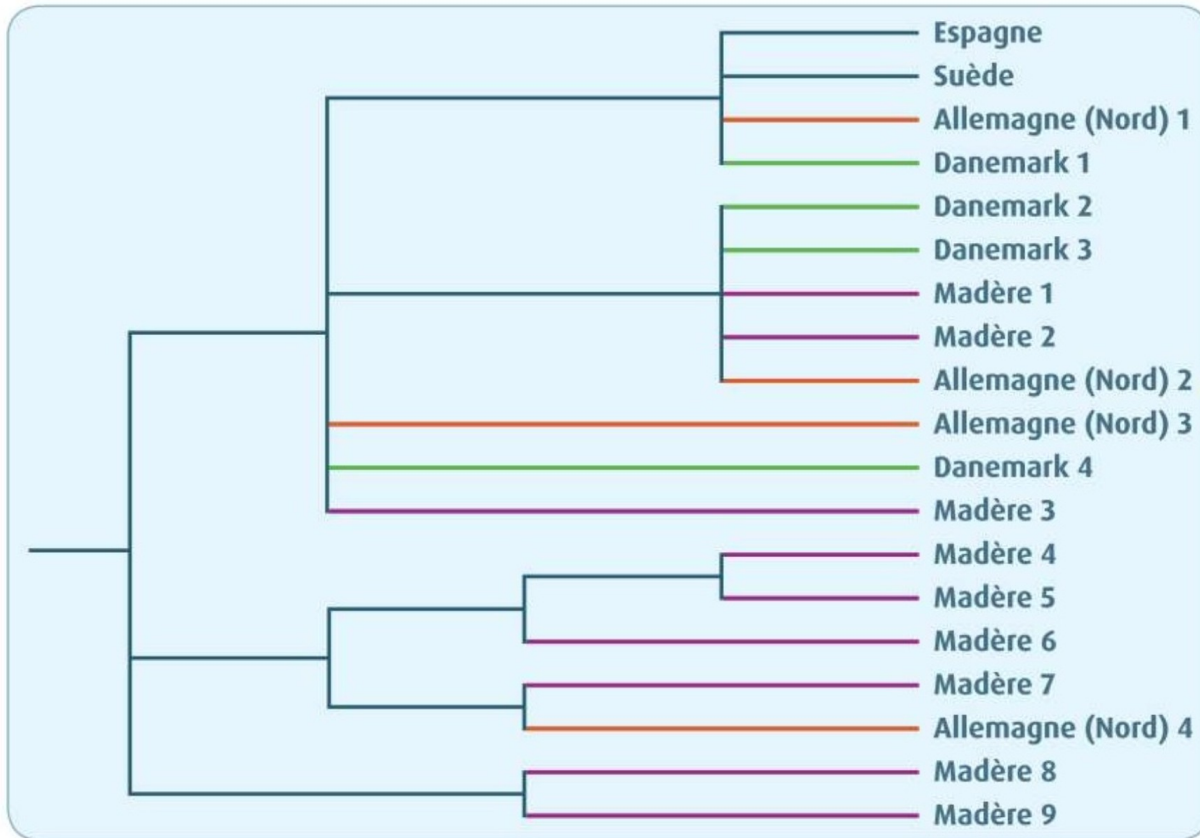 Espagne
Suède
Allemagne (Nord) 1
Danemark 1
Danemark 2
Danemark 3
Madère 1
Madère 2
Allemagne (Nord) 2
Allemagne (Nord) 3
Danemark 4
Madère 3
Madère 4
Madère 5
Madère 6
Madère 7
Allemagne (Nord) 4
Madère 8
Madère 9